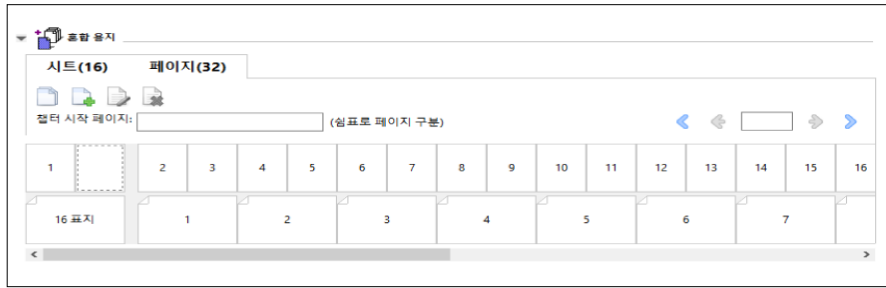 혼합 용지
시트(16) 페이지(32)
챕터 시작 페이지: (쉼표로 페이지 구분)
1 2 3 4 5 6 7 8 9 10 11 12 13 14 15 16
16 표지 1 2 3 4 5 6 7